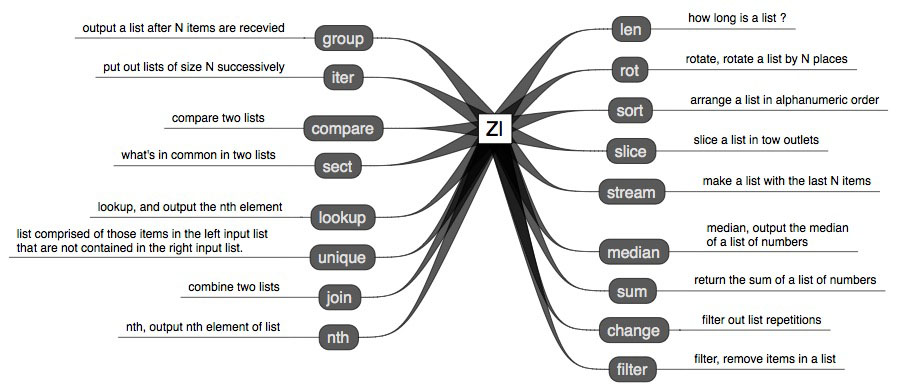 output a list after N items are recevied
group
put out lists of size N successively
iter
compare two lists
compare
what's in common in two lists
sect
lookup, and output the nth element
lookup
list comprised of those items in the left input list
that are not contained in the right input list.
unique
combine two lists
join
nth, output nth element of list
nth
Zl
len
how long is a list ?
rot
rotate, rotate a list by N places
sort
arrange a list in alphanumeric order
slice
slice a list in tow outlets
stream
make a list with the last N items
median
median, output the median
of a list of numbers
sum
return the sum of a list of numbers
change
filter out list repetitions
filter
filter, remove items in a list